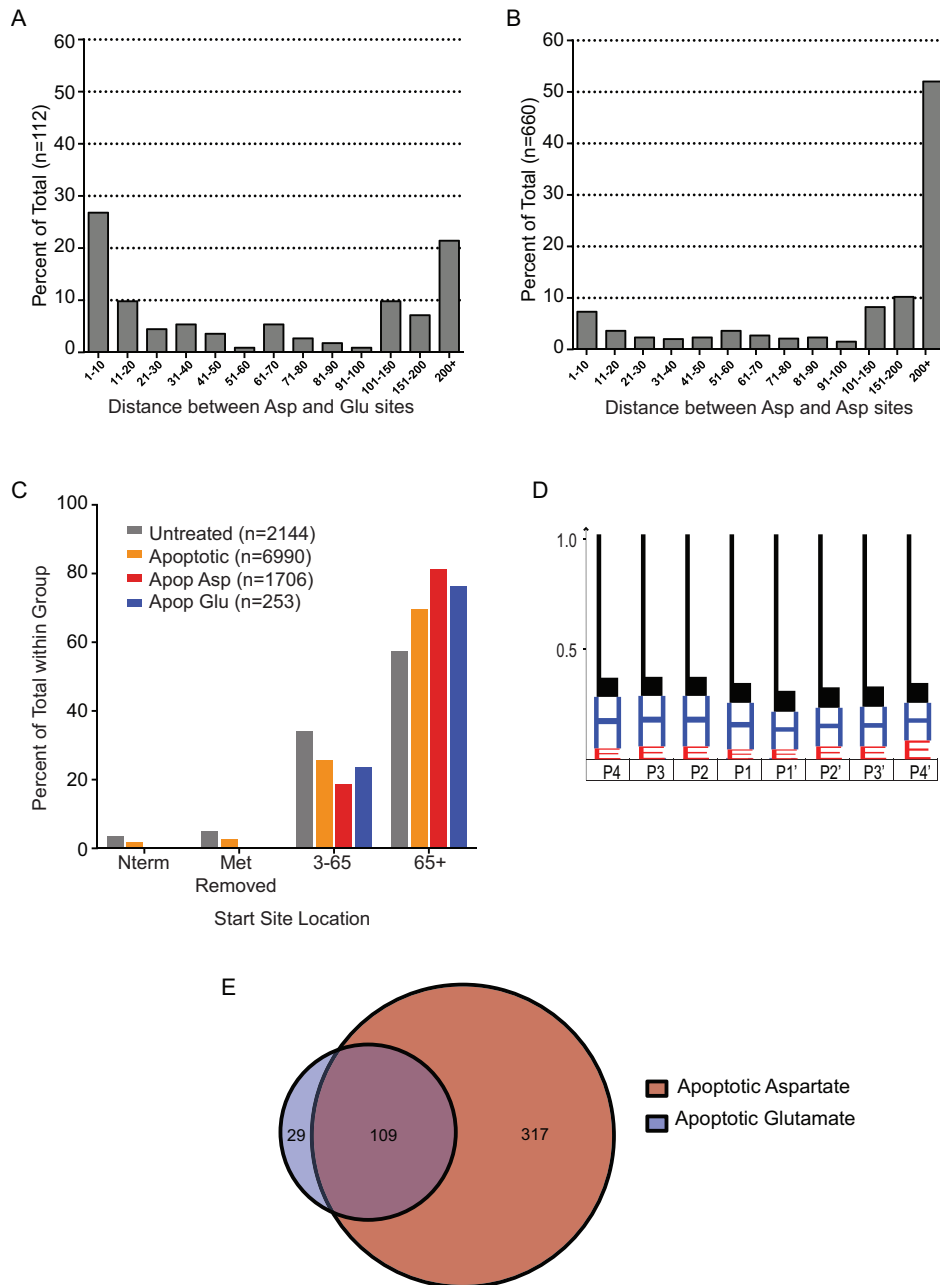 A
60
50
40
30
20
10
0
Percent of Total (n=112)
1-10
11-20
21-30
31-40
41-50
51-60
61-70
71-80
81-90
91-100
101-150
151-200
200+
Distance between Asp and Glu sites
B
60
50
40
30
20
10
0
Percent of Total (n=660)
1-10
11-20
21-30
31-40
41-50
51-60
61-70
71-80
81-90
91-100
101-150
151-200
200+
Distance between Asp and Asp sites
C
100
80
60
40
20
0
Percent of Total within Group
Untreated (n=2144)
Apoptotic (n=6990)
Apop Asp (n=1706)
Apop Glu (n=253)
Nterm
Met
Removed
3-65
65+
Start Site Location
D
1.0
0.5
H H H H H H H H
E E E E E E E E
P4 P3 P2 P1 P1' P2' P3' P4'
E
29
109
317
Apoptotic Aspartate
Apoptotic Glutamate